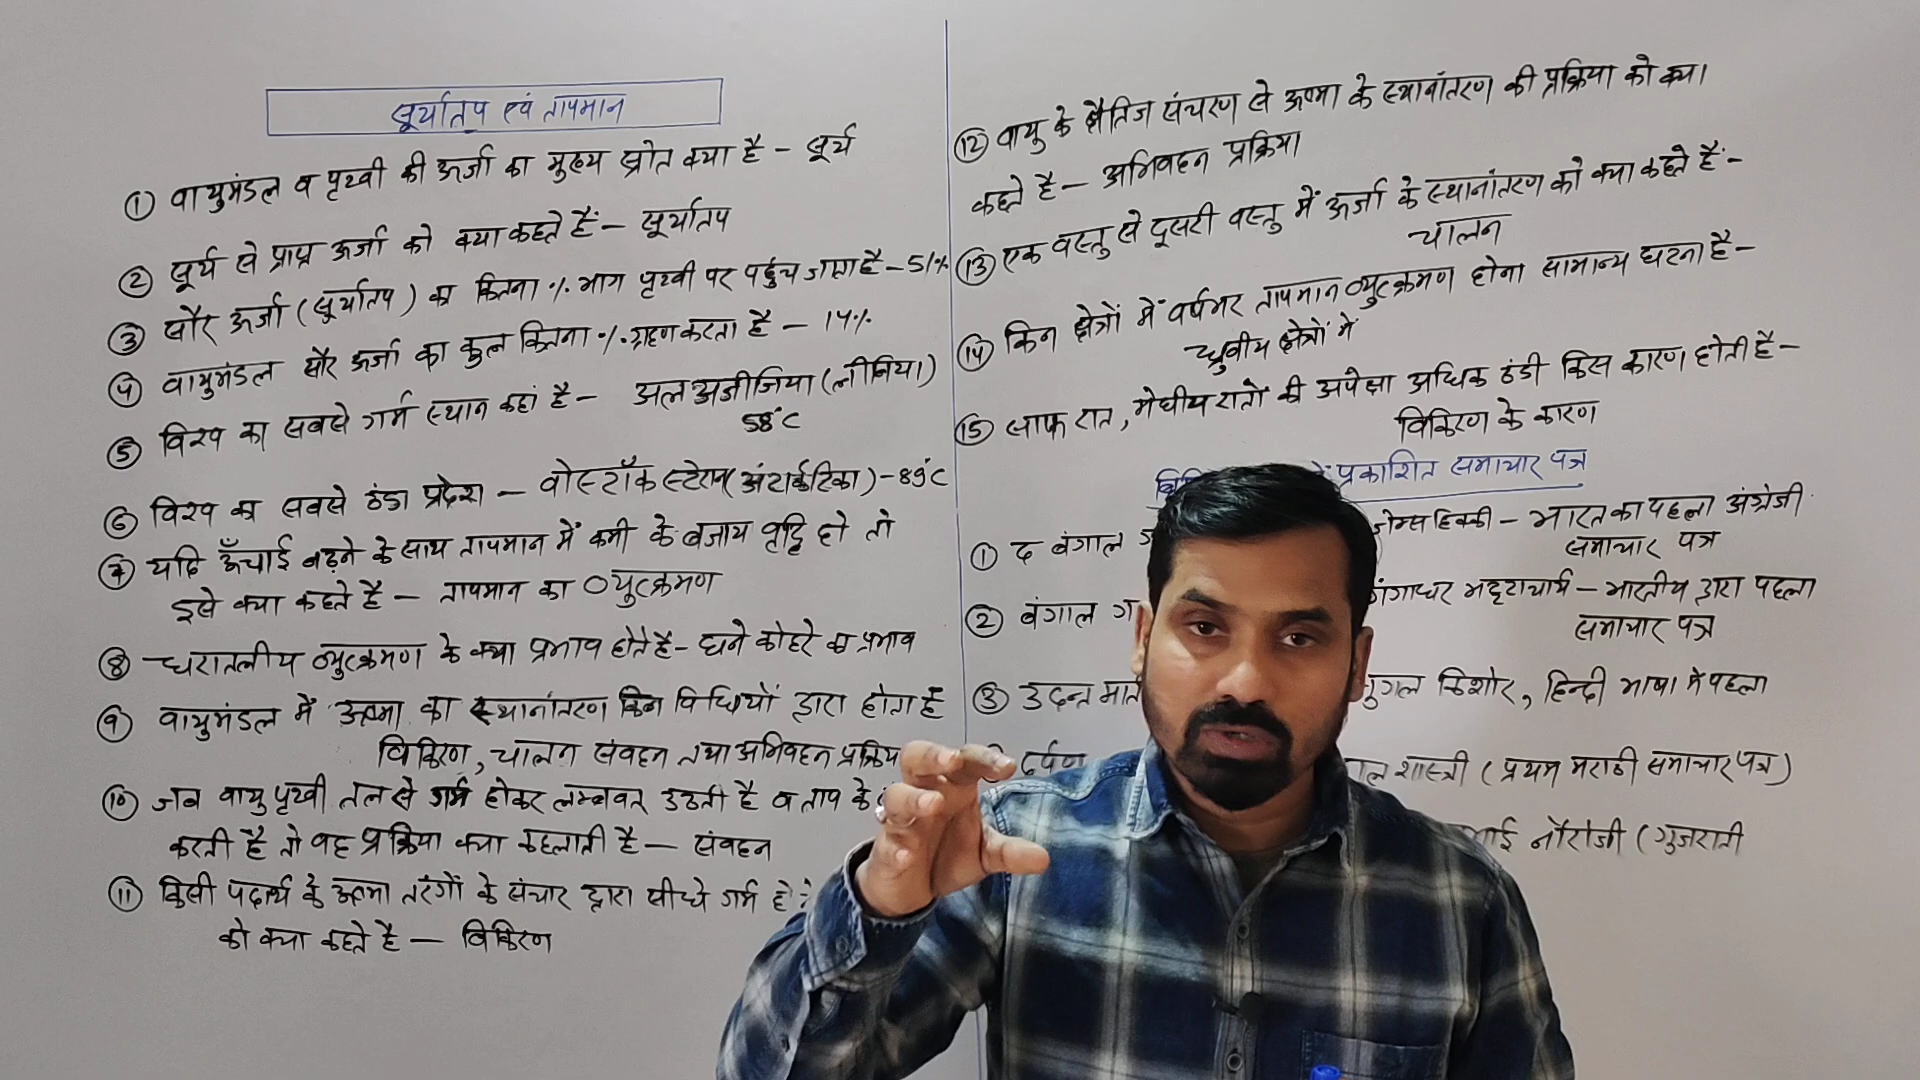 सूर्यातप एवं तापमान
① वायुमंडल व पृथ्वी की ऊर्जा का मुख्य स्रोत क्या है - सूर्य
② सूर्य से प्राप्त ऊर्जा को क्या कहते हैं - सूर्यातप
③ सौर ऊर्जा (सूर्यातप) का कितना % भाग पृथ्वी पर पहुंच जाता है - 51%
④ वायुमंडल सौर ऊर्जा का कुल कितना % ग्रहण करता है - 14%
⑤ विश्व का सबसे गर्म स्थान कहां है - अल अजीजिया (लीबिया)
58°C
⑥ विश्व का सबसे ठंडा प्रदेश - वोस्टॉक स्टेशन (अंटार्कटिका) -89°C
⑦ यदि ऊँचाई बढ़ने के साथ तापमान में कमी के बजाय वृद्धि हो तो
इसे क्या कहते है - तापमान का व्युत्क्रमण
⑧ धरातलीय व्युत्क्रमण के क्या प्रभाव होते है - घने कोहरे का प्रभाव
⑨ वायुमंडल में ऊष्मा का स्थानांतरण किन विधियों द्वारा होता है
विकिरण, चालन संवहन तथा अभिवहन
⑩ जब वायु पृथ्वी तल से गर्म होकर लम्बवत उठती है व ताप के
करती है तो वह प्रक्रिया क्या कहलाती है - संवहन
⑪ किसी पदार्थ के ऊष्मा तरंगों के संचार द्वारा सीधे गर्म
को क्या कहते है - विकिरण
⑫ वायु के क्षैतिज संचरण से ऊष्मा के स्थानांतरण की प्रक्रिया को क्या
कहते है - अभिवहन प्रक्रिया
⑬ एक वस्तु से दूसरी वस्तु में ऊर्जा के स्थानांतरण को क्या कहते है -
चालन
⑭ किन क्षेत्रों में वर्षभर तापमान व्युत्क्रमण होना सामान्य घटना है -
ध्रुवीय क्षेत्रों में
⑮ साफ रात, मेघीय रातों की अपेक्षा अधिक ठंडी किस कारण होती है -
विकिरण के कारण
प्रकाशित समाचार पत्र
① द बंगाल जेम्स हिक्की - भारत का पहला अंग्रेजी
समाचार पत्र
② बंगाल गंगाधर भट्टाचार्य - भारतीय द्वारा पहला
समाचार पत्र
③ उदन्त किशोर, हिन्दी भाषा में पहला
दर्पण शास्त्री (प्रथम मराठी समाचार पत्र)
नौरोजी (गुजराती